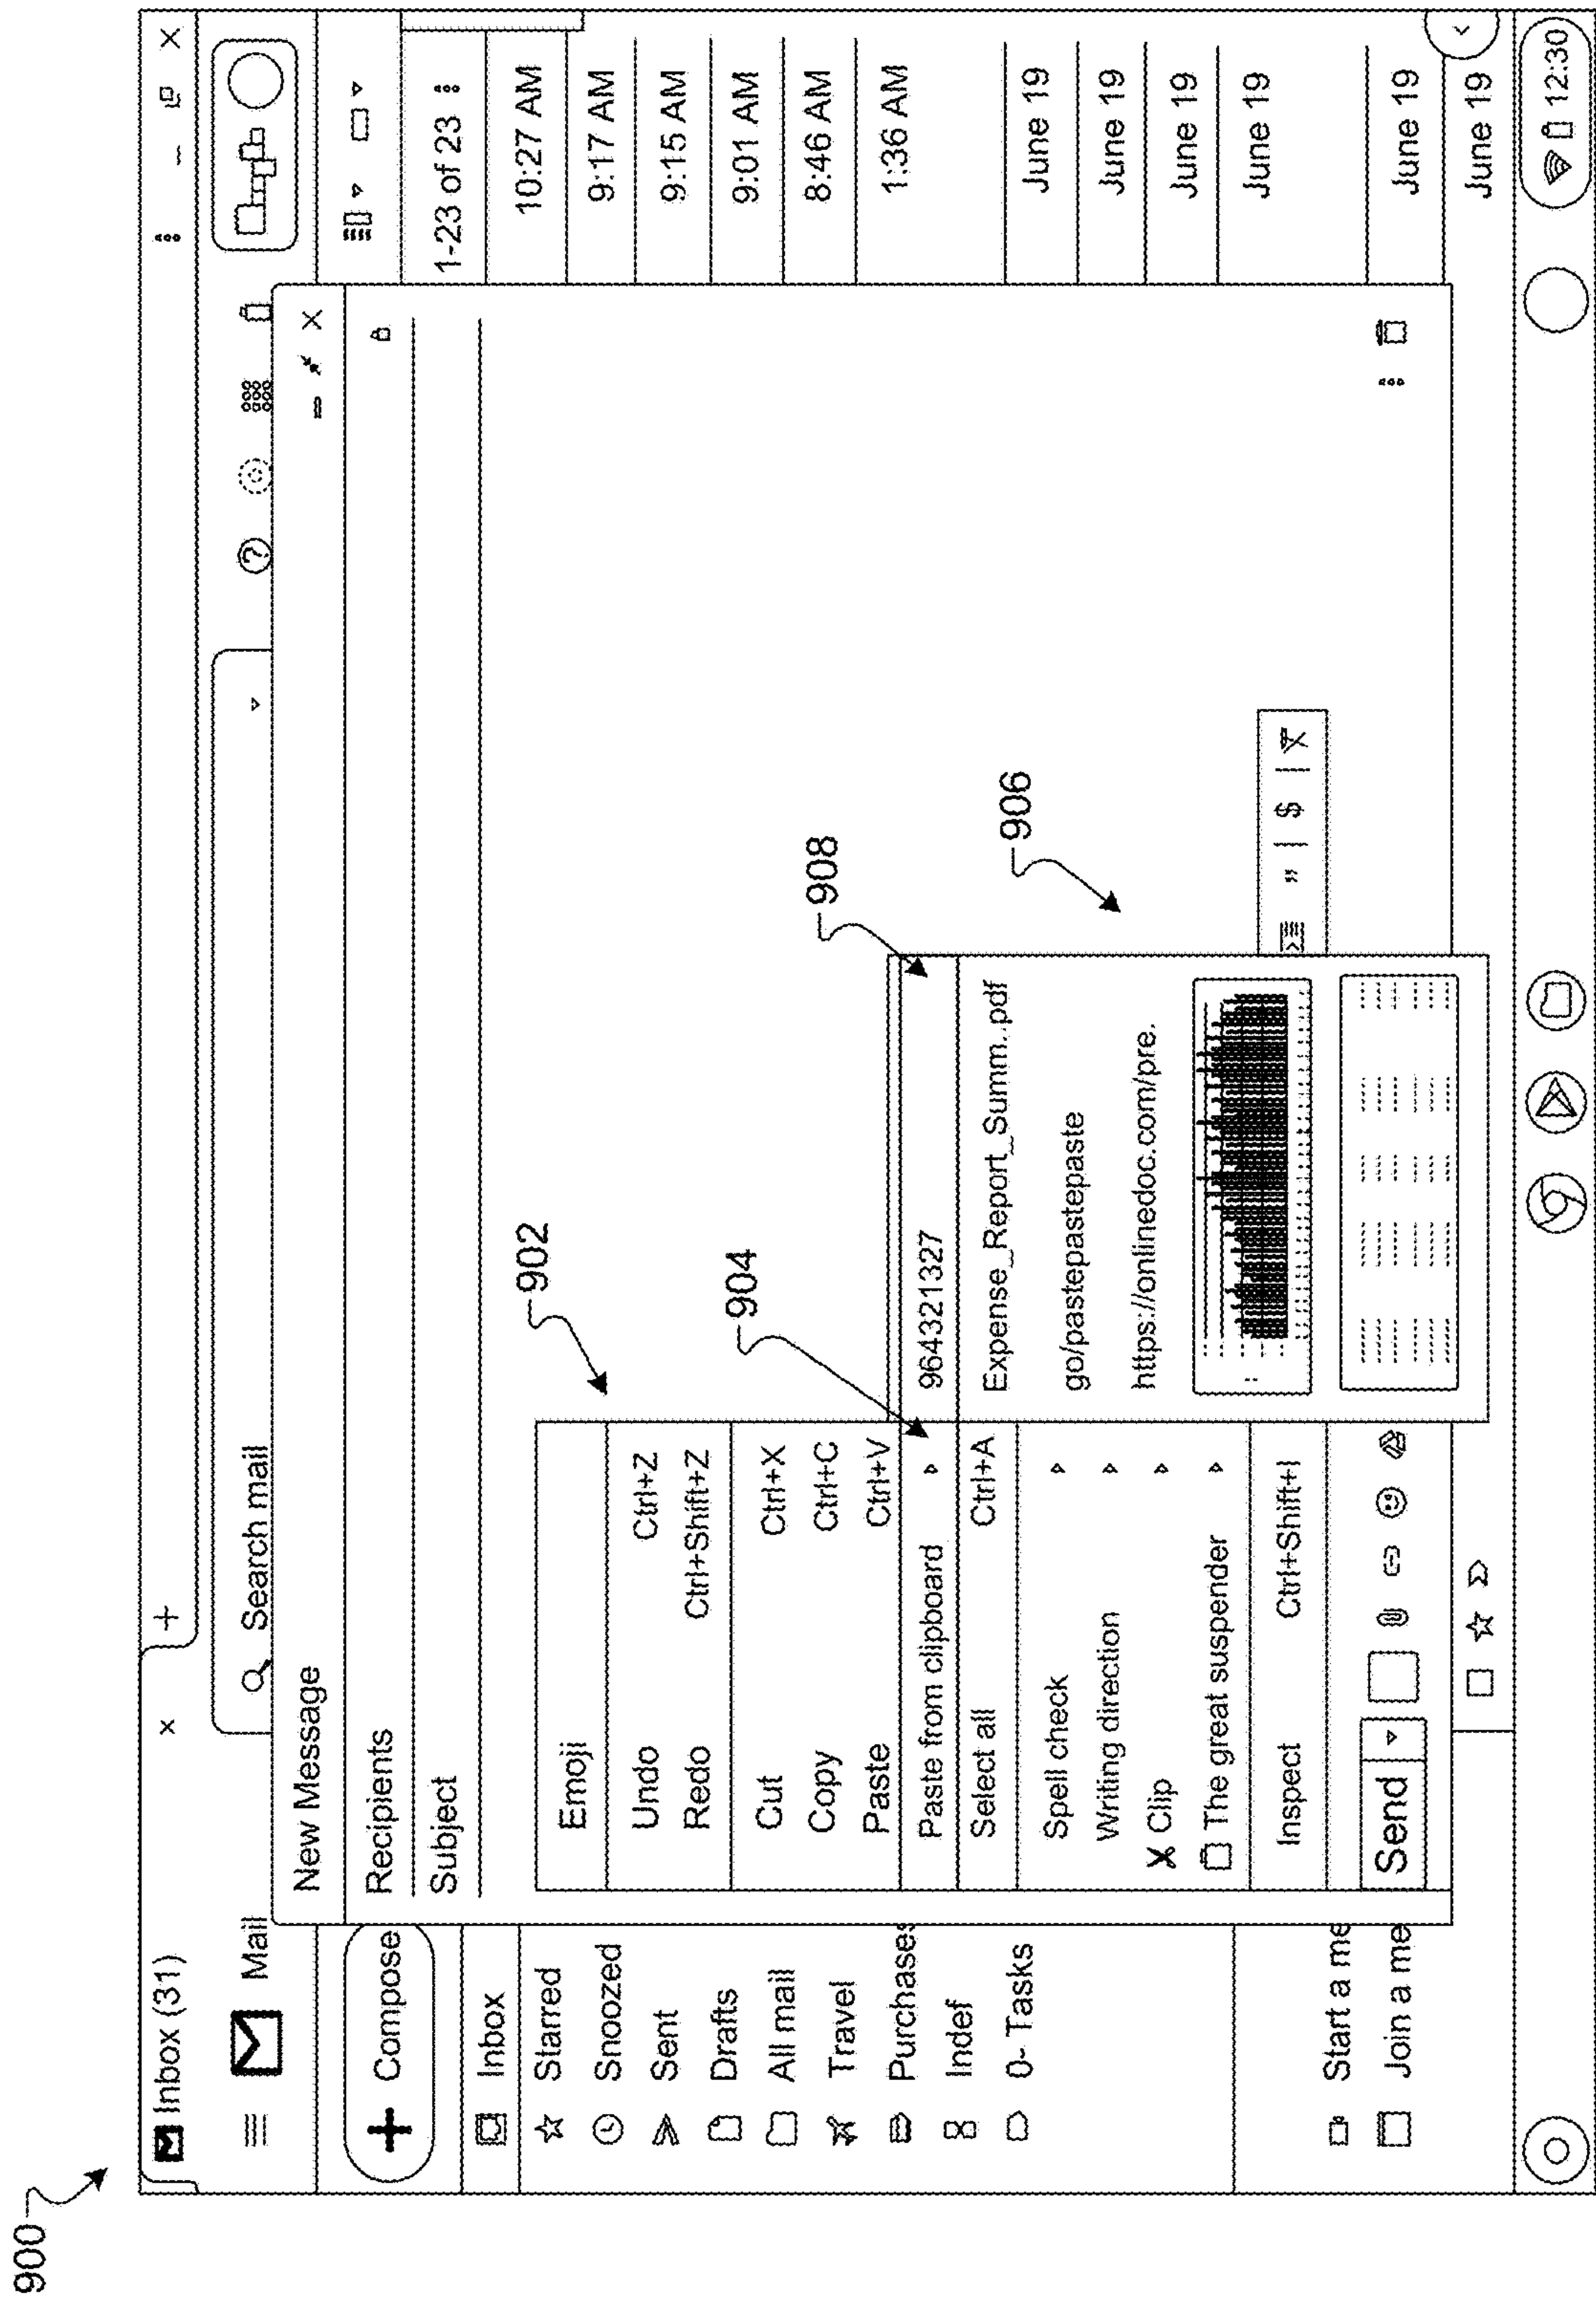 900
Inbox (31)
×
+
Mail
Search mail
?
Compose
1-23 of 23
Inbox
Starred
Snoozed
Sent
Drafts
All mail
Travel
Purchases
Indef
0- Tasks
Start a me
Join a me
New Message
Recipients
Subject
902
Emoji
Undo Ctrl+Z
Redo Ctrl+Shift+Z
Cut Ctrl+X
Copy Ctrl+C
Paste Ctrl+V
904
Paste from clipboard
Select all Ctrl+A
Spell check
Writing direction
Clip
The great suspender
Inspect Ctrl+Shift+I
Send
908
906
964321327
Expense_Report_Summ..pdf
go/pastepastepaste
https://onlinedoc.com/pre.
" | $ |
10:27 AM
9:17 AM
9:15 AM
9:01 AM
8:46 AM
1:36 AM
June 19
June 19
June 19
June 19
June 19
June 19
12:30